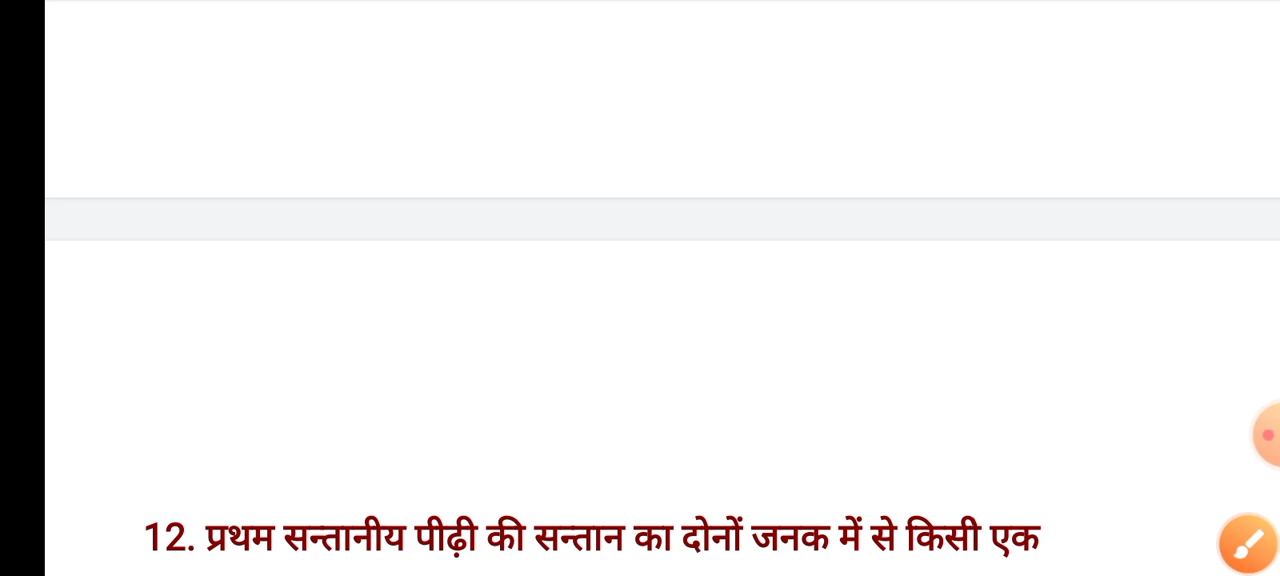 12. प्रथम सन्तानीय पीढ़ी की सन्तान का दोनों जनक में से किसी एक